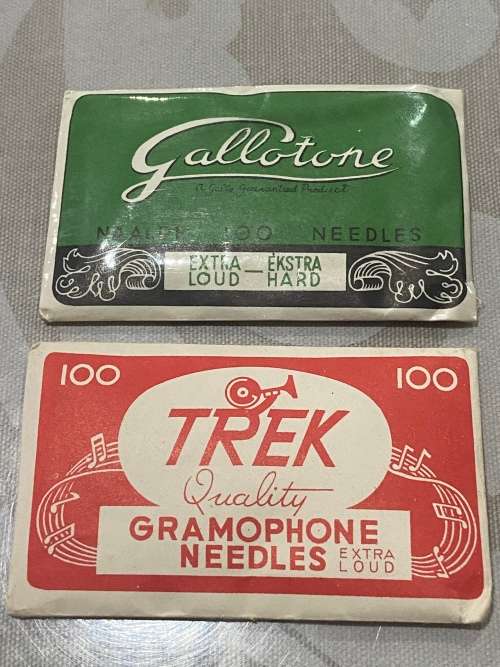 Gallotone
A Gallo Guaranteed Product
NAALDE 100 NEEDLES
EXTRA — EKSTRA
LOUD HARD
100 100
TREK
Quality
GRAMOPHONE
NEEDLES EXTRA
LOUD